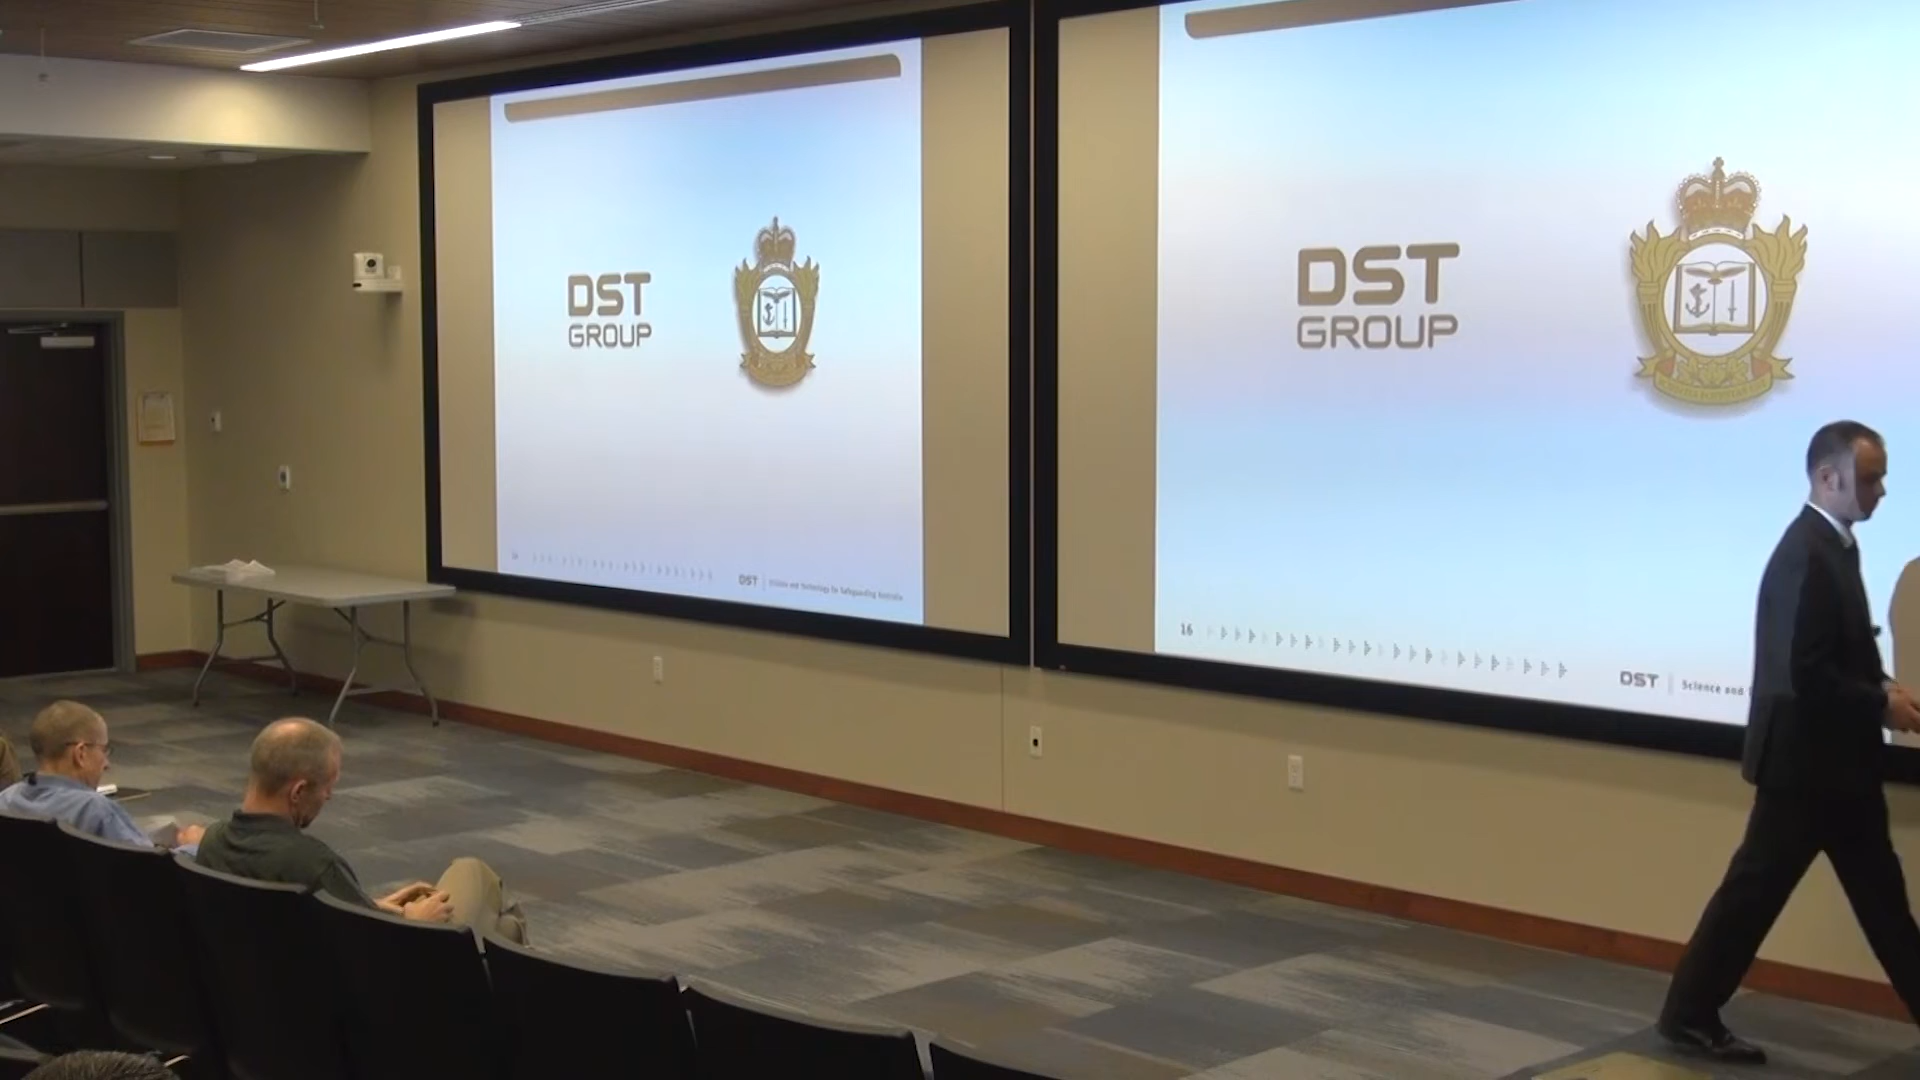 DST
GROUP
DST Science and Technology for Safeguarding Australia
DST
GROUP
16
DST Science and